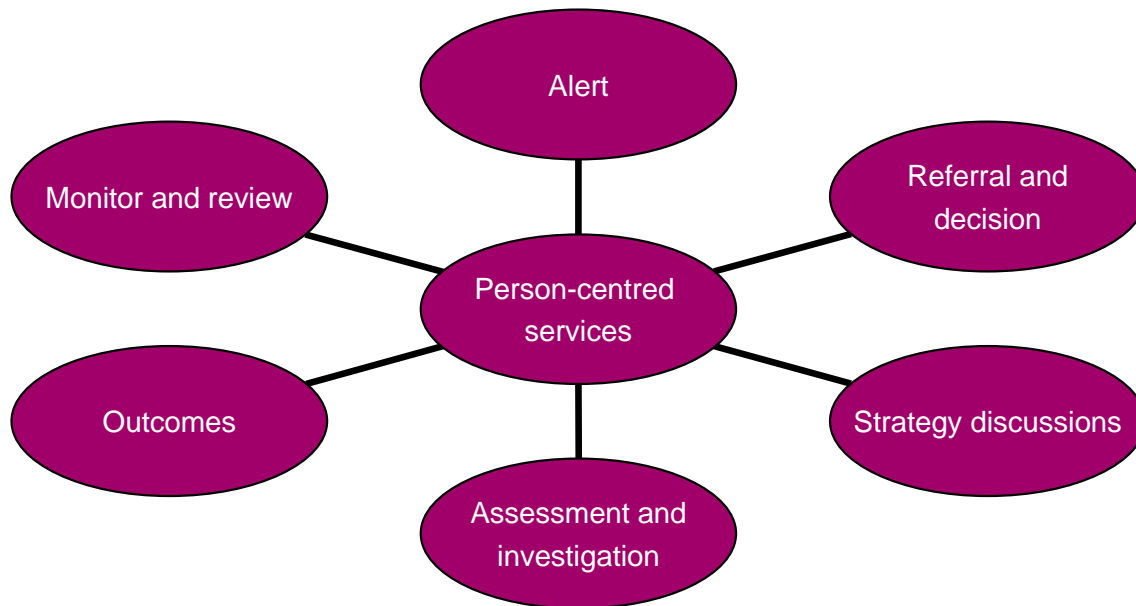 Alert
Monitor and review
Referral and
decision
Person-centred
services
Outcomes
Strategy discussions
Assessment and
investigation